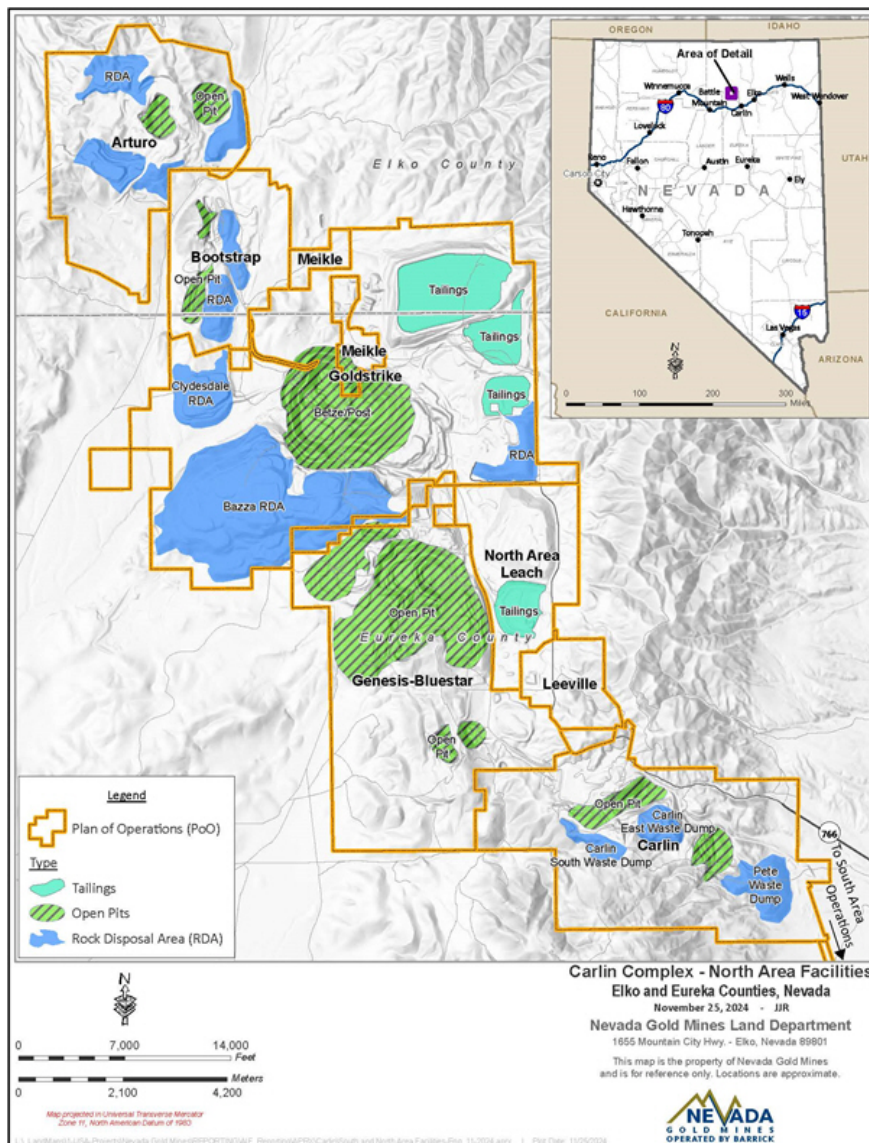 OREGON
IDAHO
Area of Detail
Winnemucca
Battle
Mountain
Elko
Wells
West Wendover
Carlin
80
Lovelock
Reno
Fallon
Austin
Eureka
Carson City
Ely
UTAH
NEVADA
Hawthorne
Tonopah
CALIFORNIA
15
Las Vegas
ARIZONA
N
0 100 200 300
Miles
RDA
Open
Pit
Arturo
Elko County
Bootstrap
Open Pit
RDA
Meikle
Tailings
Tailings
Meikle
Goldstrike
Betze/Post
Clydesdale
RDA
Tailings
RDA
Bazza RDA
North Area
Leach
Open Pit
Tailings
Eureka County
Genesis-Bluestar
Leeville
Open
Pit
Open Pit
Carlin
East Waste Dump
Carlin
South Waste Dump
Carlin
Pete
Waste
Dump
766
To South Area
Operations
Legend
Plan of Operations (PoO)
Type
Tailings
Open Pits
Rock Disposal Area (RDA)
N
0 7,000 14,000
Feet
Meters
0 2,100 4,200
Map projected in Universal Transverse Mercator
Zone 11, North American Datum of 1983
Carlin Complex - North Area Facilities
Elko and Eureka Counties, Nevada
November 25, 2024 - JJR
Nevada Gold Mines Land Department
1655 Mountain City Hwy. - Elko, Nevada 89801
This map is the property of Nevada Gold Mines
and is for reference only. Locations are approximate.
NEVADA
GOLD MINES
OPERATED BY BARRICK